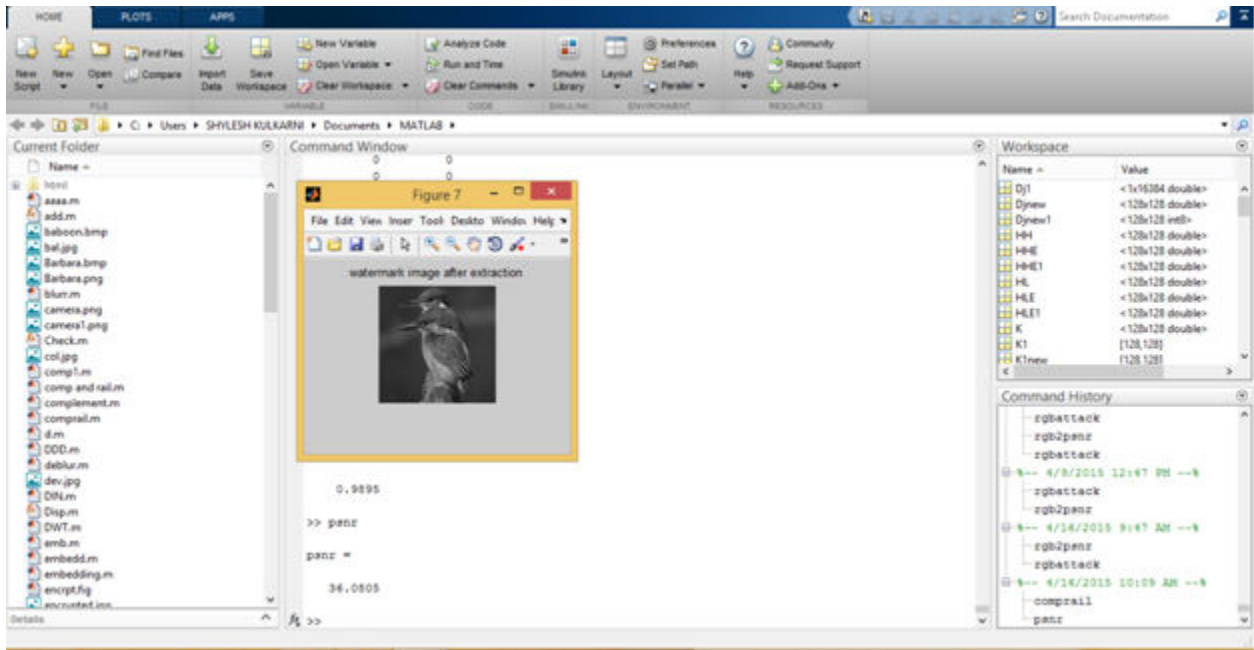 HOME PLOTS APPS Search Documentation
New Script New Open Find Files Compare Import Data Save Workspace New Variable Open Variable Clear Workspace Analyze Code Run and Time Clear Commands Simulink Library Layout Preferences Set Path Parallel Help Community Request Support Add-Ons
FILE VARIABLE CODE SIMULINK ENVIRONMENT RESOURCES
C: Users SHYLESH KULKARNI Documents MATLAB
Current Folder
Name
html
aaaa.m
add.m
baboon.bmp
bal.jpg
Barbara.bmp
Barbara.png
blurr.m
camera.png
camera1.png
Check.m
col.jpg
comp1.m
comp and rail.m
complement.m
comprail.m
d.m
DDD.m
deblur.m
dev.jpg
DIN.m
Disp.m
DWT.m
emb.m
embedd.m
embedding.m
encrpt.fig
encrypted.jpg
Details
Command Window
0 0
0 0
Figure 7
File Edit View Inser Tool Deskto Window Help
watermark image after extraction
0.9895
>> psnr
psnr =
36.0805
fx >>
Workspace
Name Value
Dj1 <1x16384 double>
Djnew <128x128 double>
Djnew1 <128x128 int8>
HH <128x128 double>
HHE <128x128 double>
HHE1 <128x128 double>
HL <128x128 double>
HLE <128x128 double>
HLE1 <128x128 double>
K <128x128 double>
K1 [128,128]
K1new [128,128]
Command History
rgbattack
rgb2psnr
rgbattack
%-- 4/8/2015 12:47 PM --%
rgbattack
rgb2psnr
%-- 4/14/2015 9:47 AM --%
rgb2psnr
rgbattack
%-- 4/16/2015 10:09 AM --%
comprail
psnr